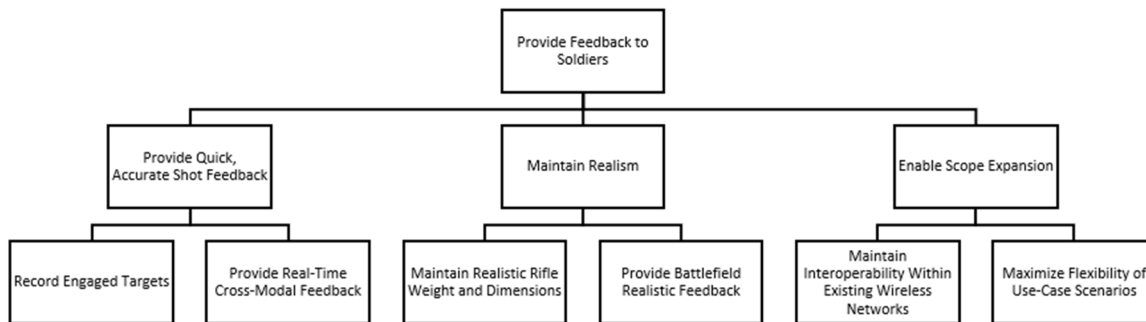 Provide Feedback to
Soldiers
Provide Quick,
Accurate Shot Feedback
Maintain Realism
Enable Scope Expansion
Record Engaged Targets
Provide Real-Time
Cross-Modal Feedback
Maintain Realistic Rifle
Weight and Dimensions
Provide Battlefield
Realistic Feedback
Maintain
Interoperability Within
Existing Wireless
Networks
Maximize Flexibility of
Use-Case Scenarios